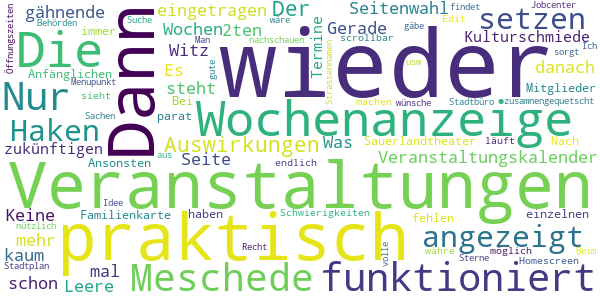 Öffnungszeiten
Behörden
gähnende
immer
Die
Dann
eingetragen
Suche
Der
Wochen
2ten
Man
Witz
gute
nachschauen
wäre
Termine
Seitenwahl
Gerade
scrollbar
gäbe
Edit
Jobcenter
findet
setzen
Ich
Kulturschmiede
sorgt
danach
wieder
Anfänglichen
Menüpunkt
Es
steht
Bei
parat
Strassennamen
usw.
machen
wünsche
Stadtbüro
Mitglieder
zusammengequetscht
Nur
sieht
Sachen
Haken
zukünftigen
Ansonsten
aus
Auswirkungen
Seite
endlich
Wochenanzeige
Was
Sauerlandtheater
läuft
Nach
Veranstaltungskalender
Veranstaltungen
Keine
Idee
Familienkarte
haben
Schwierigkeiten
fehlen
einzelnen
mehr
nützlich
praktisch
Recht
volle
währe
Sterne
möglich
Homescreen
Beim
angezeigt
kaum
Stadtplan
schon
mal
Leere
Meschede
funktioniert